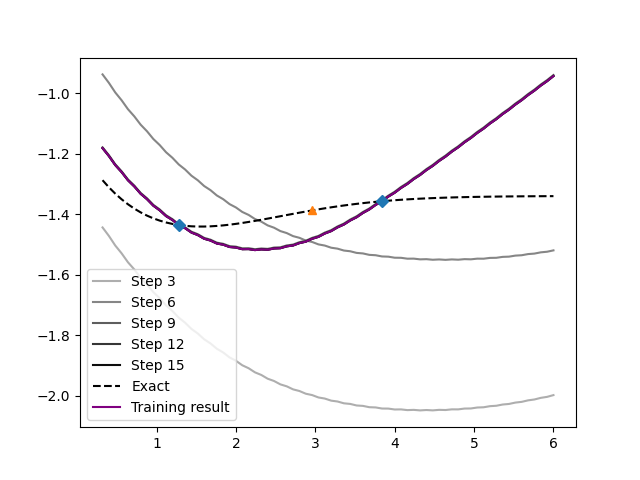 −1.0
−1.2
−1.4
−1.6
−1.8
−2.0
Step 3
Step 6
Step 9
Step 12
Step 15
Exact
Training result
1 2 3 4 5 6